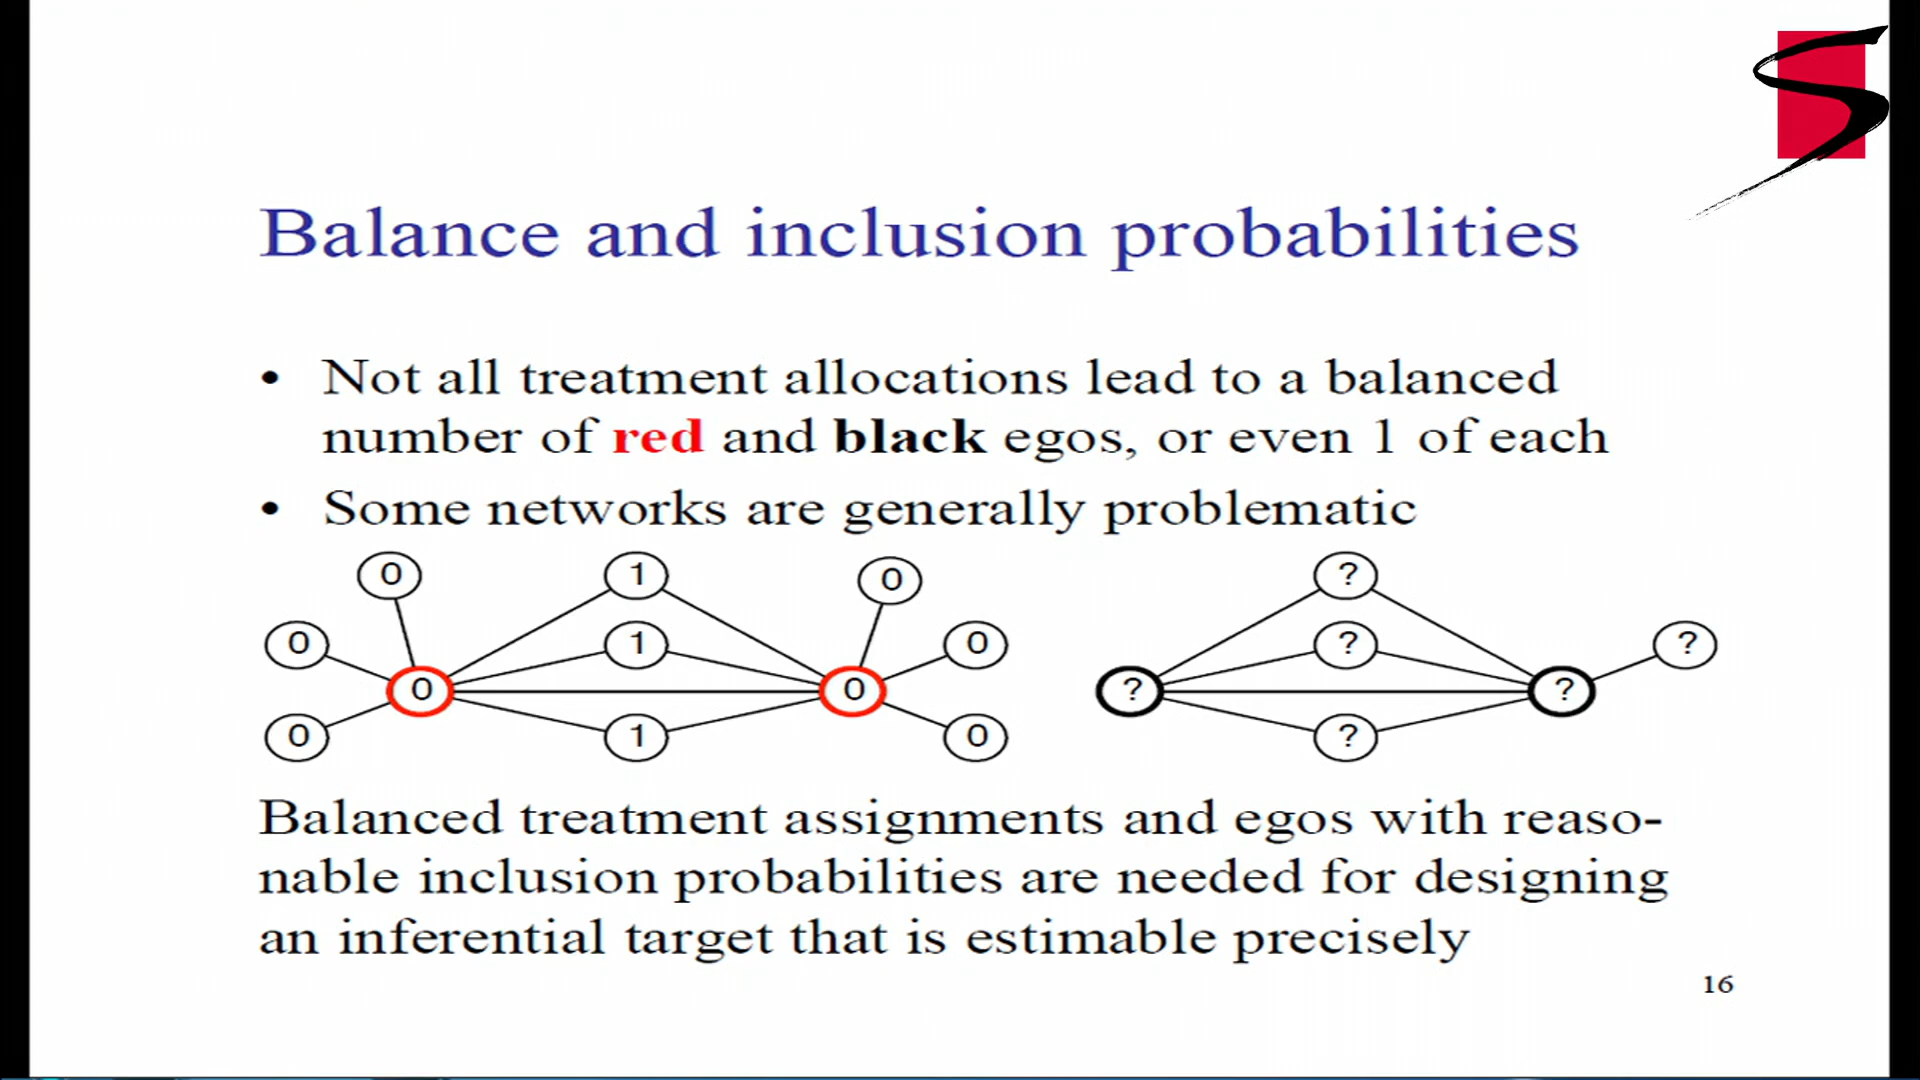 Balance and inclusion probabilities
• Not all treatment allocations lead to a balanced
number of red and black egos, or even 1 of each
• Some networks are generally problematic
0 1 0 ?
0 1 0 ? ?
0 0 ? ?
0 1 0 ?
Balanced treatment assignments and egos with reaso-
nable inclusion probabilities are needed for designing
an inferential target that is estimable precisely
16